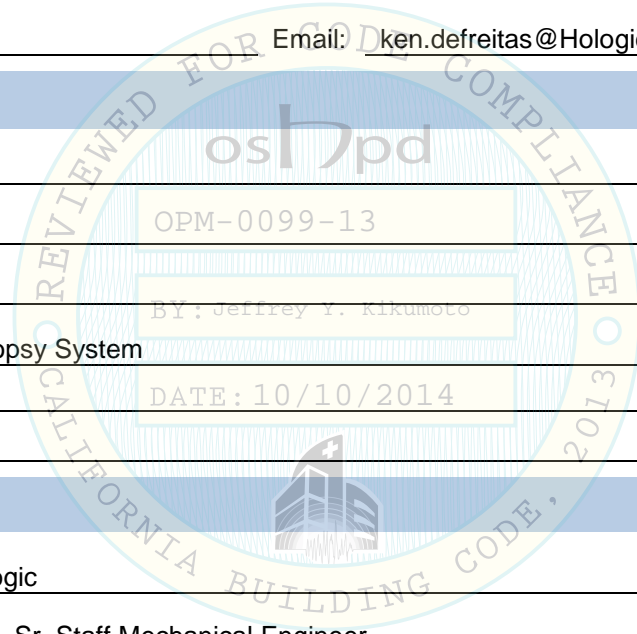 Email: ken.defreitas@Hologi
REVIEWED FOR CODE COMPLIANCE
oshpd
OPM-0099-13
BY: Jeffrey Y. Kikumoto
opsy System
DATE: 10/10/2014
CALIFORNIA BUILDING CODE, 2013
ogic
Sr. Staff Mechanical Engineer